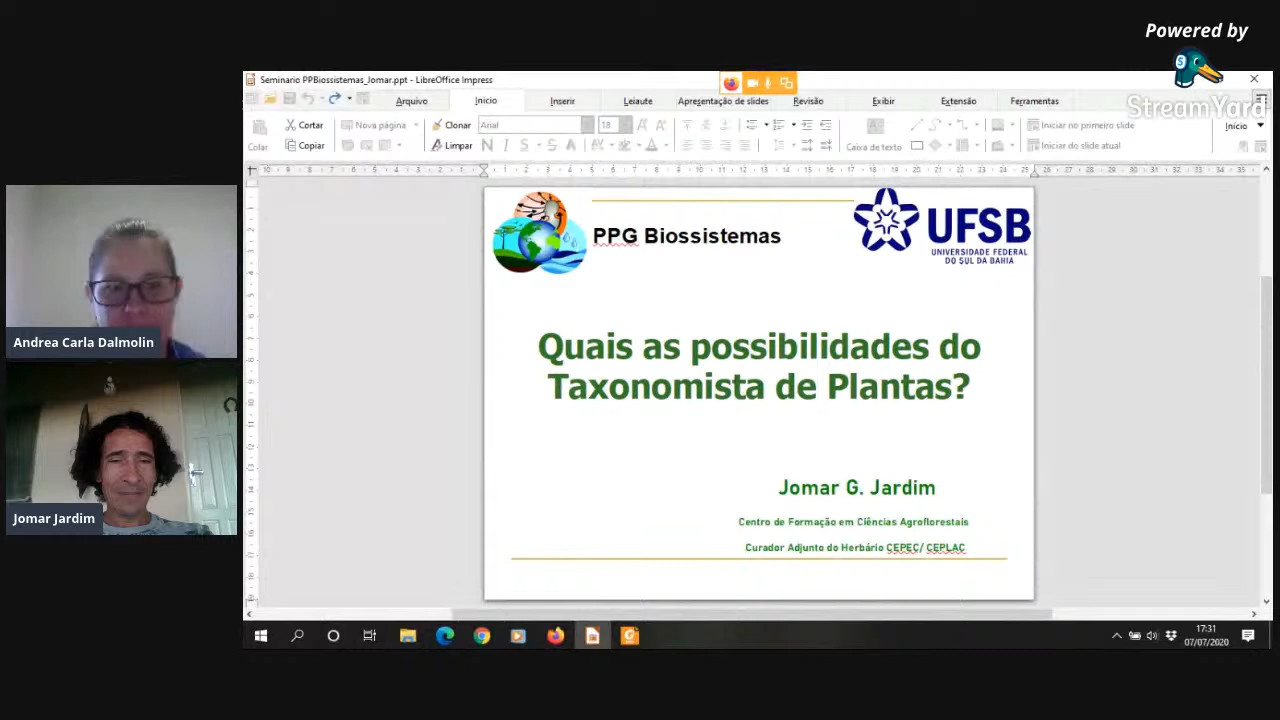 Powered by
StreamYard
Seminario PPBiossistemas_Jomar.ppt - LibreOffice Impress
Arquivo
Início
Inserir
Leiaute
Apresentação de slides
Revisão
Exibir
Extensão
Ferramentas
Colar
Cortar
Copiar
Nova página
Clonar
Limpar
Arial
18
Caixa de texto
Iniciar no primeiro slide
Iniciar do slide atual
Início
PPG Biossistemas
UFSB
UNIVERSIDADE FEDERAL
DO SUL DA BAHIA
Quais as possibilidades do
Taxonomista de Plantas?
Jomar G. Jardim
Centro de Formação em Ciências Agroflorestais
Curador Adjunto do Herbário CEPEC/ CEPLAC
Andrea Carla Dalmolin
Jomar Jardim
17:31
07/07/2020